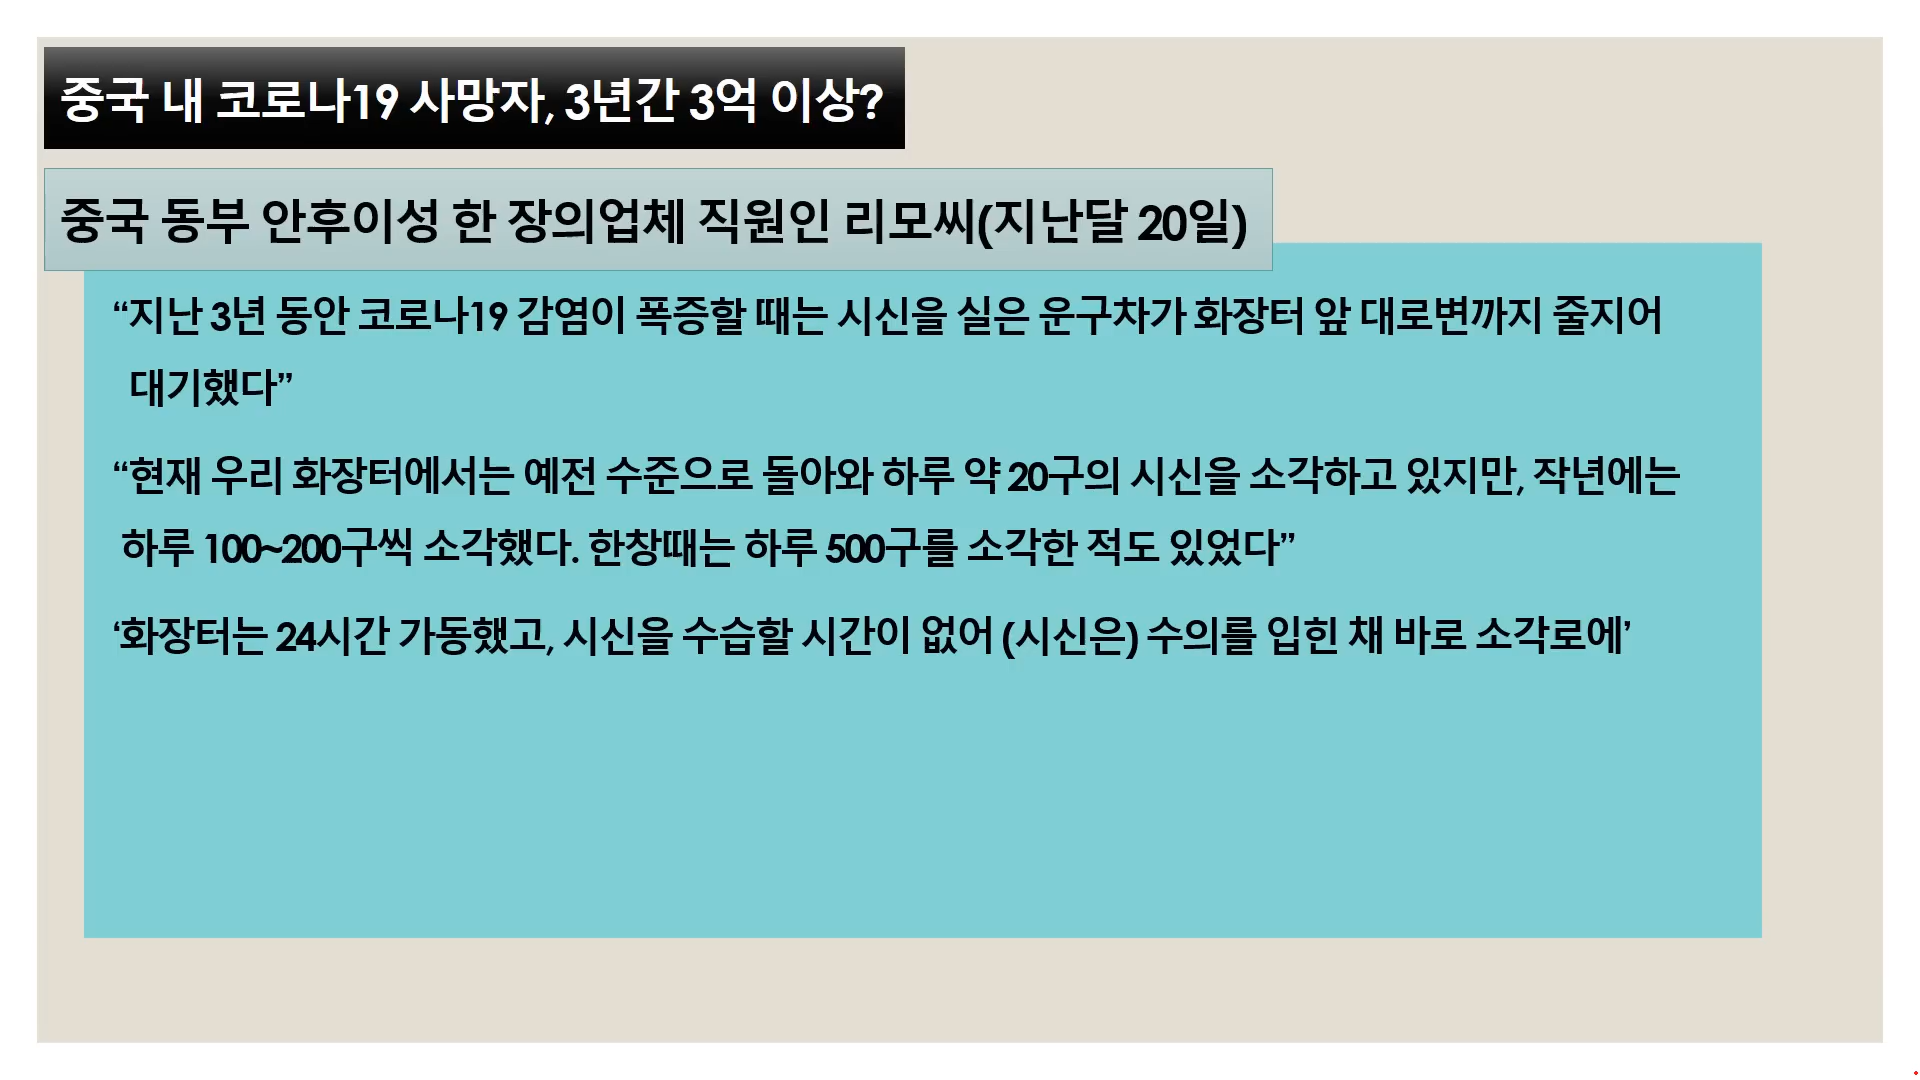 중국 내 코로나19 사망자, 3년간 3억 이상?
중국 동부 안후이성 한 장의업체 직원인 리모씨(지난달 20일)
“지난 3년 동안 코로나19 감염이 폭증할 때는 시신을 실은 운구차가 화장터 앞 대로변까지 줄지어
대기했다”
“현재 우리 화장터에서는 예전 수준으로 돌아와 하루 약 20구의 시신을 소각하고 있지만, 작년에는
하루 100~200구씩 소각했다. 한창때는 하루 500구를 소각한 적도 있었다”
‘화장터는 24시간 가동했고, 시신을 수습할 시간이 없어 (시신은) 수의를 입힌 채 바로 소각로에’